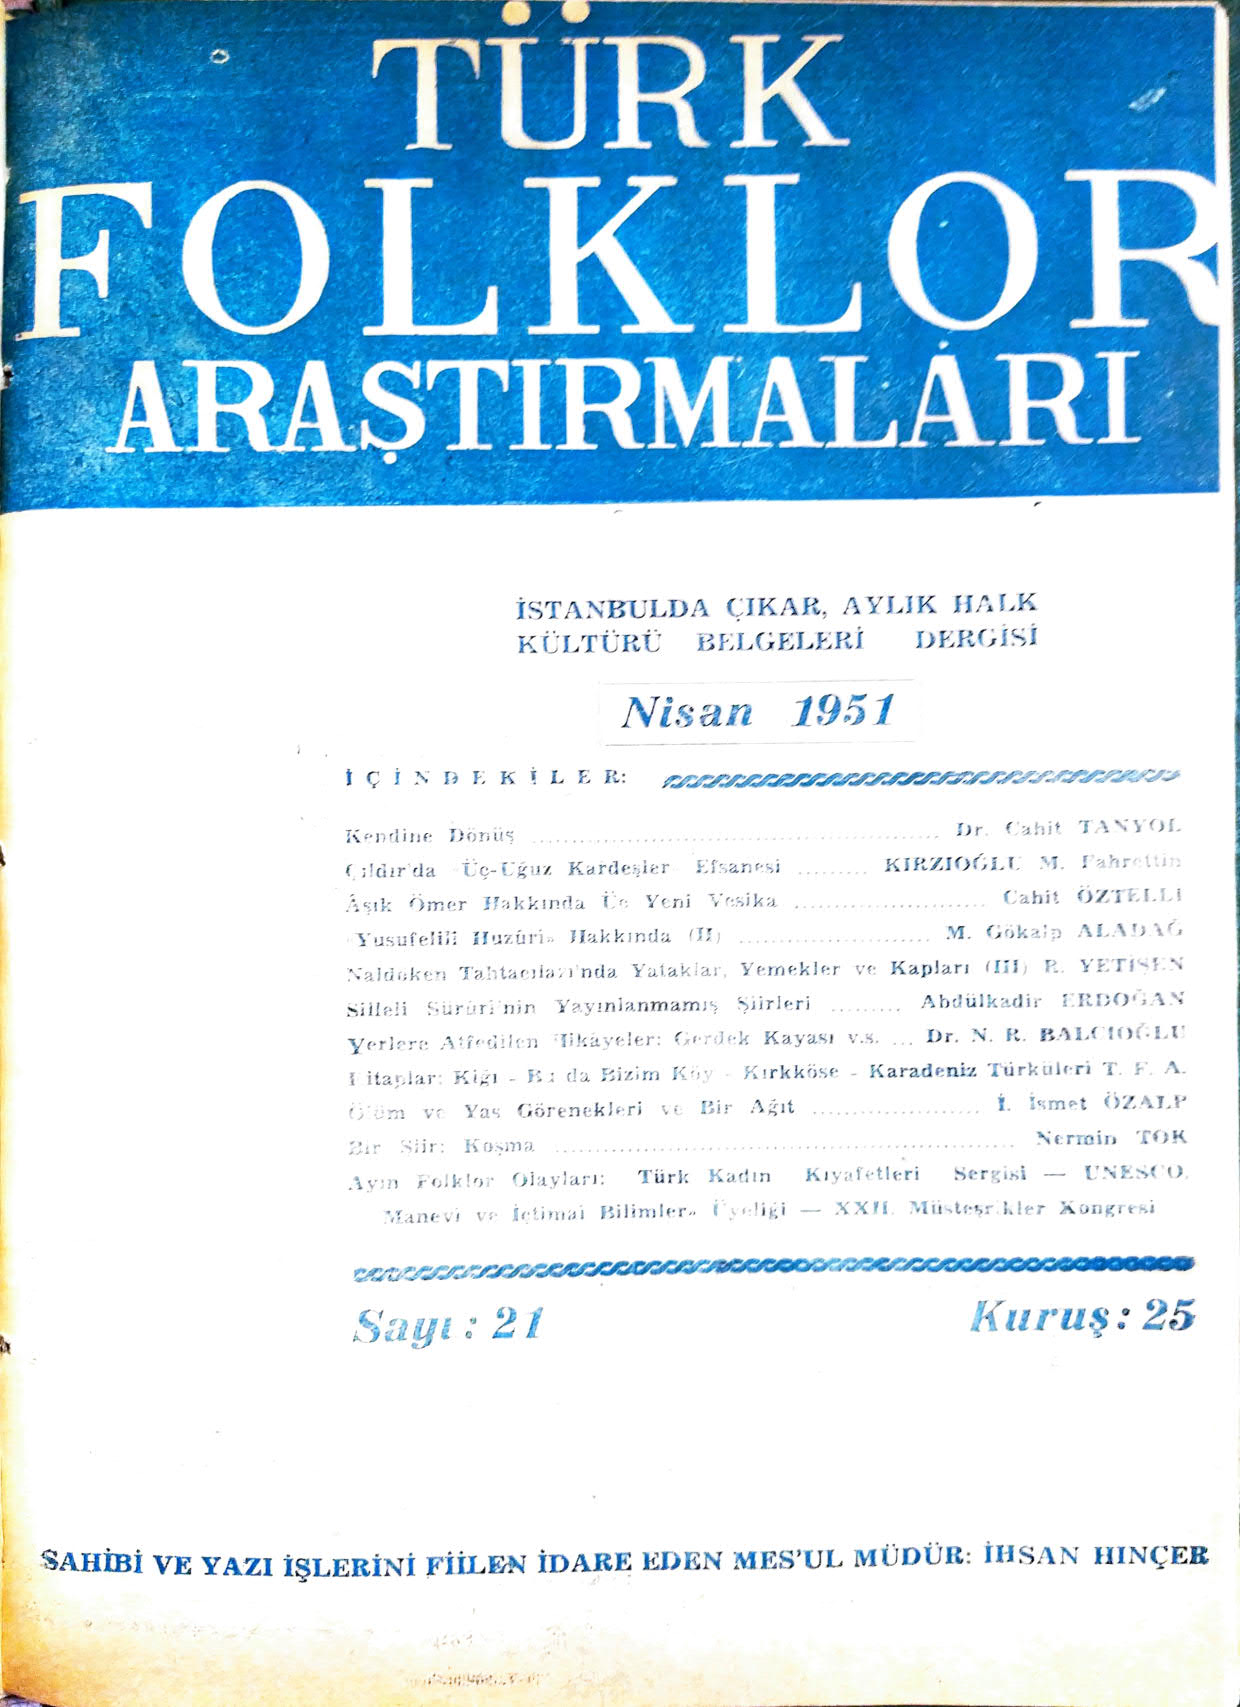 TÜRK
FOLKLOR
ARAŞTIRMALARI
İSTANBULDA ÇIKAR, AYLIK HALK
KÜLTÜRÜ BELGELERİ DERGİSİ
Nisan 1951
İÇİNDEKİLER:
Kendine Dönüş ........ Dr. Cahit TANYOL
Çıldır'da Üç-Uğuz Kardeşler Efsanesi ........ KIRZIOĞLU M. Fahrettin
Âşık Ömer Hakkında Üç Yeni Vesika ........ Cahit ÖZTELLİ
«Yusufelili Huzûri» Hakkında (II) ........ M. Gökalp ALADAĞ
Naldöken Tahtacıları'nda Yataklar, Yemekler ve Kapları (III) R. YETİŞEN
Silleli Sürûri'nin Yayınlanmamış Şiirleri ........ Abdülkadir ERDOĞAN
Yerlere Atfedilen Hikâyeler: Gerdek Kayası v.s. ... Dr. N. R. BALCIOĞLU
Kitaplar: Kiğı - Bu da Bizim Köy - Kırkköse - Karadeniz Türküleri T. F. A.
Ölüm ve Yas Görenekleri ve Bir Ağıt ........ İ. İsmet ÖZALP
Bir Şiir: Koşma ........ Nermin TOK
Ayın Folklor Olayları: Türk Kadın Kıyafetleri Sergisi — UNESCO,
Manevi ve İçtimai Bilimler» Üyeliği — XXII. Müsteşrikler Kongresi
Sayı: 21
Kuruş: 25
SAHİBİ VE YAZI İŞLERİNİ FİİLEN İDARE EDEN MES'UL MÜDÜR: İHSAN HINÇER